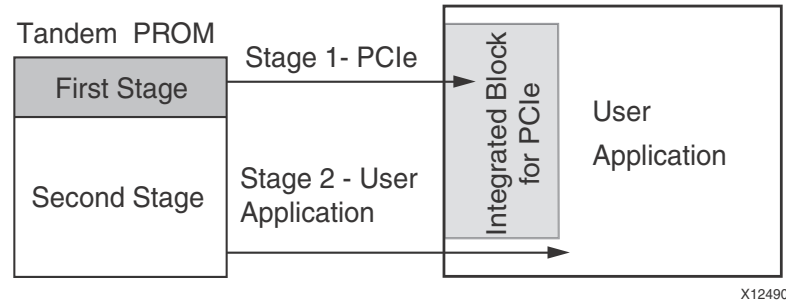 Tandem PROM
First Stage
Second Stage
Stage 1- PCIe
Stage 2 - User
Application
Integrated Block
for PCIe
User
Application
X12490